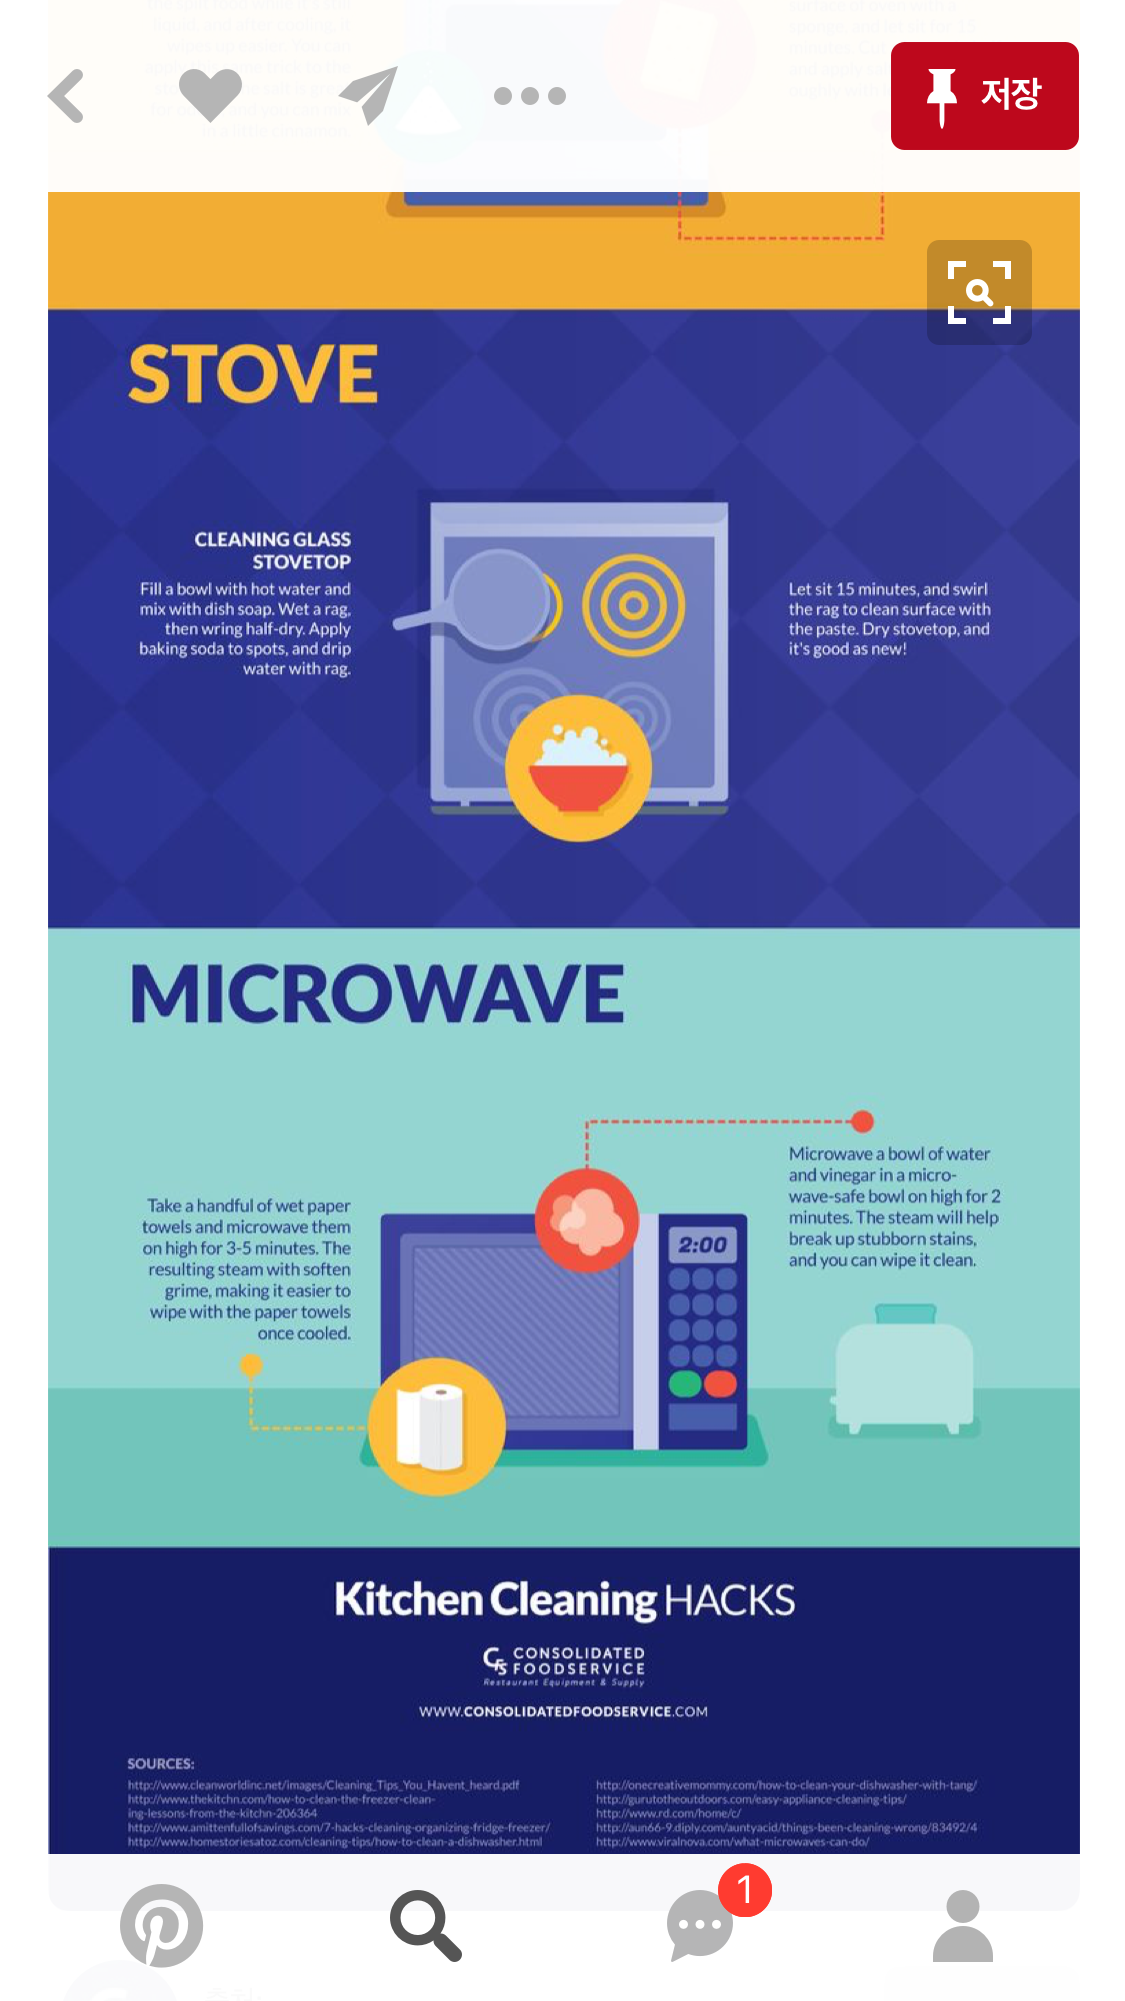 저장
STOVE
CLEANING GLASS
STOVETOP
Fill a bowl with hot water and
mix with dish soap. Wet a rag,
then wring half-dry. Apply
baking soda to spots, and drip
water with rag.
Let sit 15 minutes, and swirl
the rag to clean surface with
the paste. Dry stovetop, and
it's good as new!
MICROWAVE
Take a handful of wet paper
towels and microwave them
on high for 3-5 minutes. The
resulting steam with soften
grime, making it easier to
wipe with the paper towels
once cooled.
Microwave a bowl of water
and vinegar in a micro-
wave-safe bowl on high for 2
minutes. The steam will help
break up stubborn stains,
and you can wipe it clean.
2:00
Kitchen Cleaning HACKS
CFS CONSOLIDATED
FOODSERVICE
Restaurant Equipment & Supply
WWW.CONSOLIDATEDFOODSERVICE.COM
SOURCES:
http://www.cleanworldinc.net/images/Cleaning_Tips_You_Havent_heard.pdf
http://www.thekitchn.com/how-to-clean-the-freezer-clean-
ing-lessons-from-the-kitchn-206364
http://www.amittenfullofsavings.com/7-hacks-cleaning-organizing-fridge-freezer/
http://www.homestoriesatoz.com/cleaning-tips/how-to-clean-a-dishwasher.html
http://onecreativemommy.com/how-to-clean-your-dishwasher-with-tang/
http://gurutotheoutdoors.com/easy-appliance-cleaning-tips/
http://www.rd.com/home/c/
http://aun66-9.diply.com/auntyacid/things-been-cleaning-wrong/83492/4
http://www.viralnova.com/what-microwaves-can-do/
1